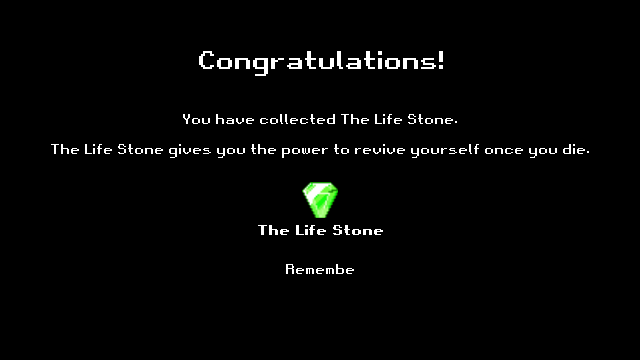 Congratulations!
You have collected The Life Stone.
The Life Stone gives you the power to revive yourself once you die.
The Life Stone
Remembe